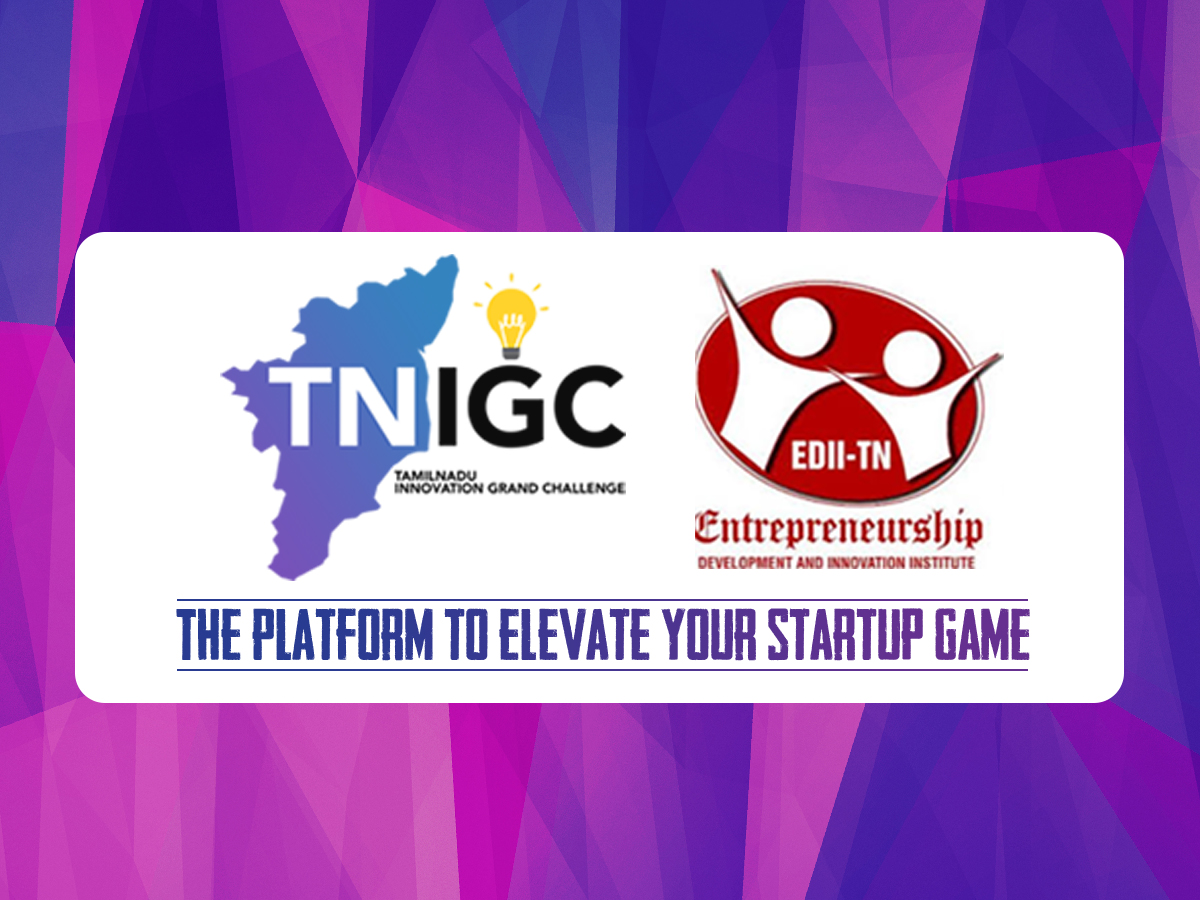 TNIGC
TAMILNADU
INNOVATION GRAND CHALLENGE
EDII-TN
Entrepreneurship
DEVELOPMENT AND INNOVATION INSTITUTE
THE PLATFORM TO ELEVATE YOUR STARTUP GAME